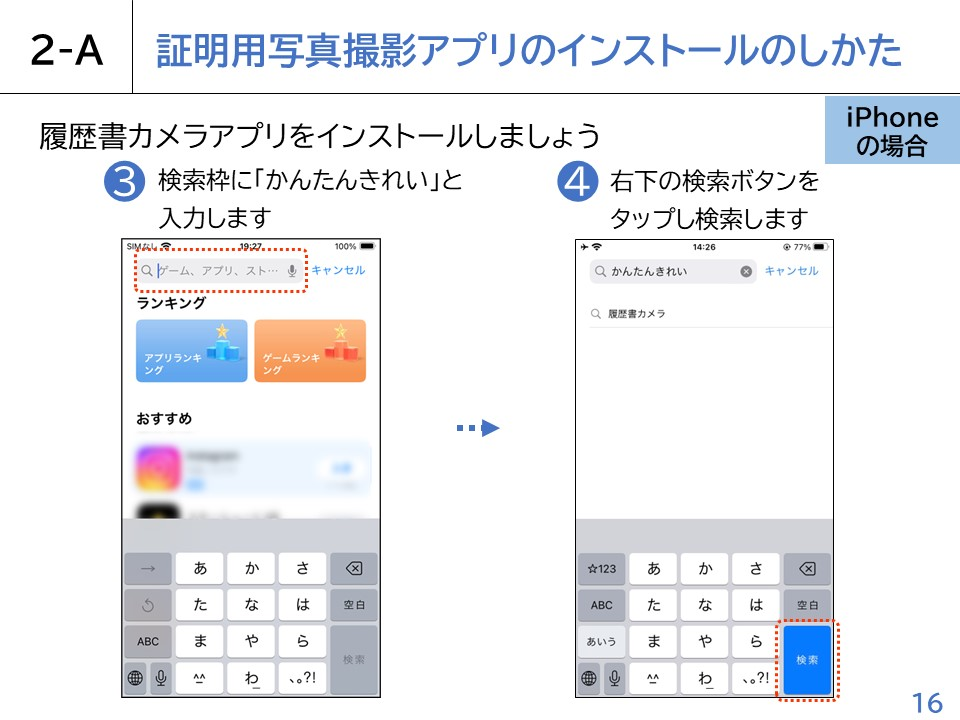 2-A
証明用写真撮影アプリのインストールのしかた
iPhone
の場合
履歴書カメラアプリをインストールしましょう
❸ 検索枠に「かんたんきれい」と
入力します
SIMなし 19:27 100%
ゲーム、アプリ、スト… キャンセル
ランキング
アプリランキ
ング
ゲームランキ
ング
おすすめ
→ あ か さ
た な は 空白
ABC ま や ら 検索
^^ わ 、。?!
❹ 右下の検索ボタンを
タップし検索します
14:26 77%
かんたんきれい キャンセル
履歴書カメラ
☆123 あ か さ
ABC た な は 空白
あいう ま や ら 検索
^^ わ 、。?!
16